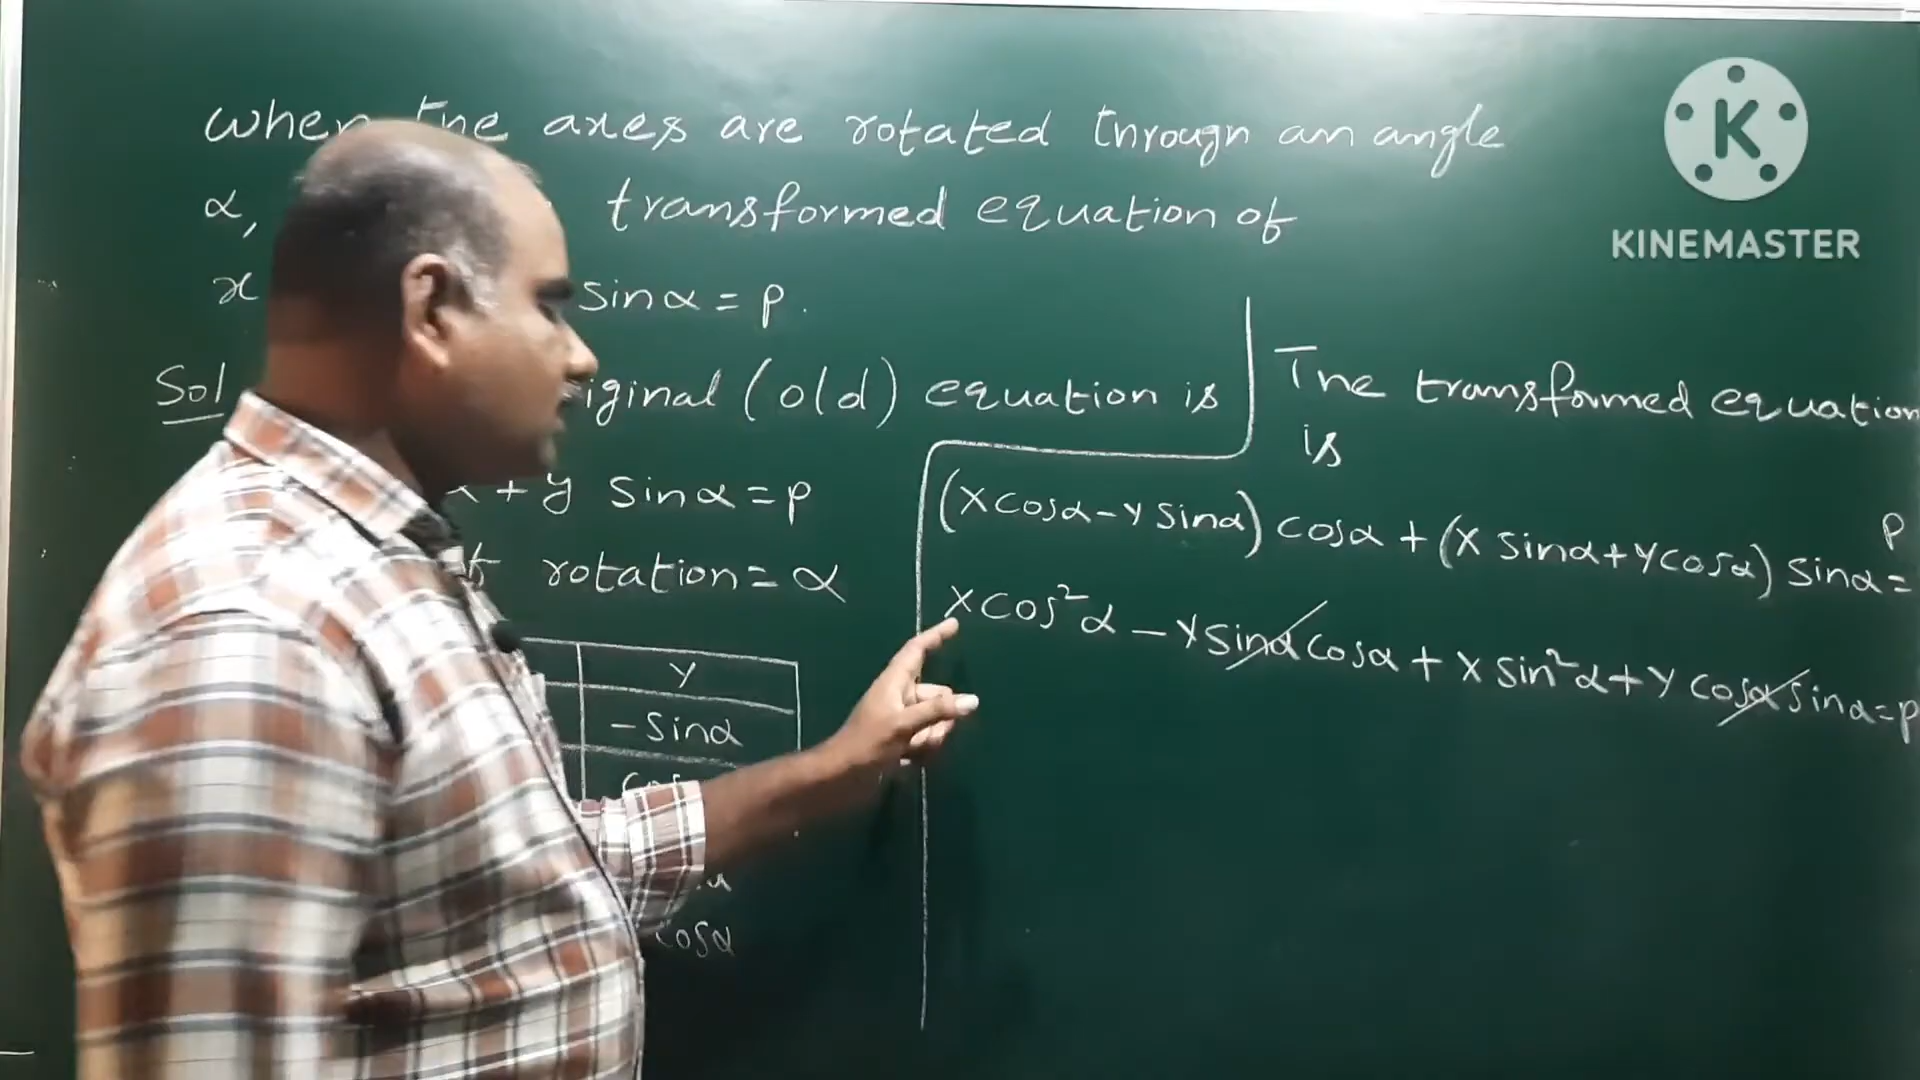 when the axes are rotated through an angle
α, transformed equation of
x sinα = p.
Sol iginal (old) equation is
+ y sinα = p
f rotation = α
Y
- sinα
cosα
The transformed equation
is
(X cosα - Y sinα) cosα + (X sinα + Y cosα) sinα = p
X cos²α - Y sinα cosα + X sin²α + Y cosα sinα = p
K
KINEMASTER